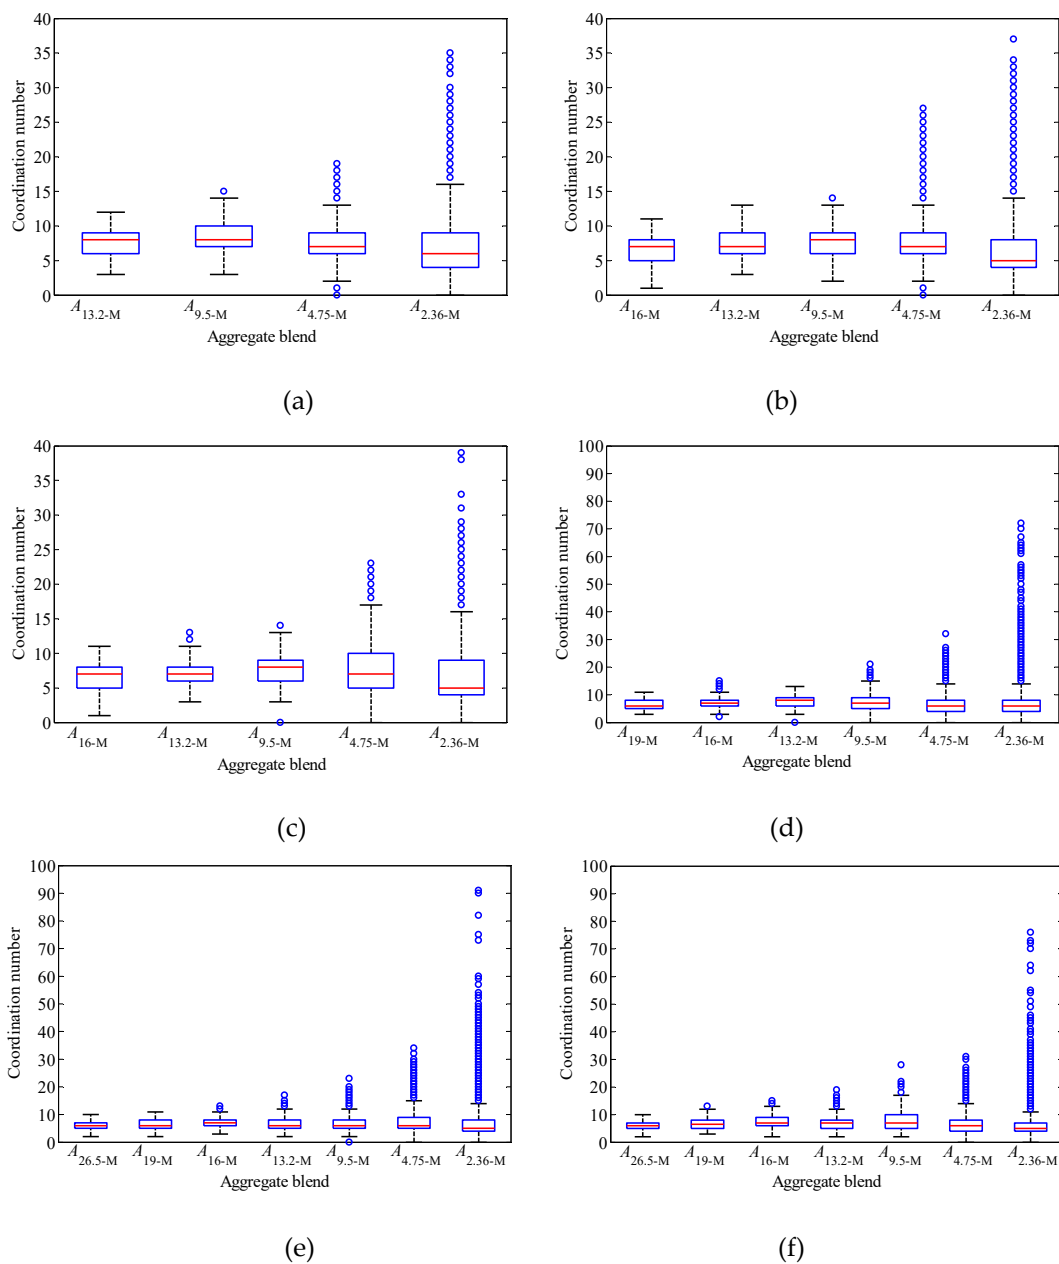 40
35
30
25
20
15
10
5
0
Coordination number
A13.2-M A9.5-M A4.75-M A2.36-M
Aggregate blend
(a)
40
35
30
25
20
15
10
5
0
Coordination number
A16-M A13.2-M A9.5-M A4.75-M A2.36-M
Aggregate blend
(b)
40
35
30
25
20
15
10
5
0
Coordination number
A16-M A13.2-M A9.5-M A4.75-M A2.36-M
Aggregate blend
(c)
100
90
80
70
60
50
40
30
20
10
0
Coordination number
A19-M A16-M A13.2-M A9.5-M A4.75-M A2.36-M
Aggregate blend
(d)
100
90
80
70
60
50
40
30
20
10
0
Coordination number
A26.5-M A19-M A16-M A13.2-M A9.5-M A4.75-M A2.36-M
Aggregate blend
(e)
100
90
80
70
60
50
40
30
20
10
0
Coordination number
A26.5-M A19-M A16-M A13.2-M A9.5-M A4.75-M A2.36-M
Aggregate blend
(f)